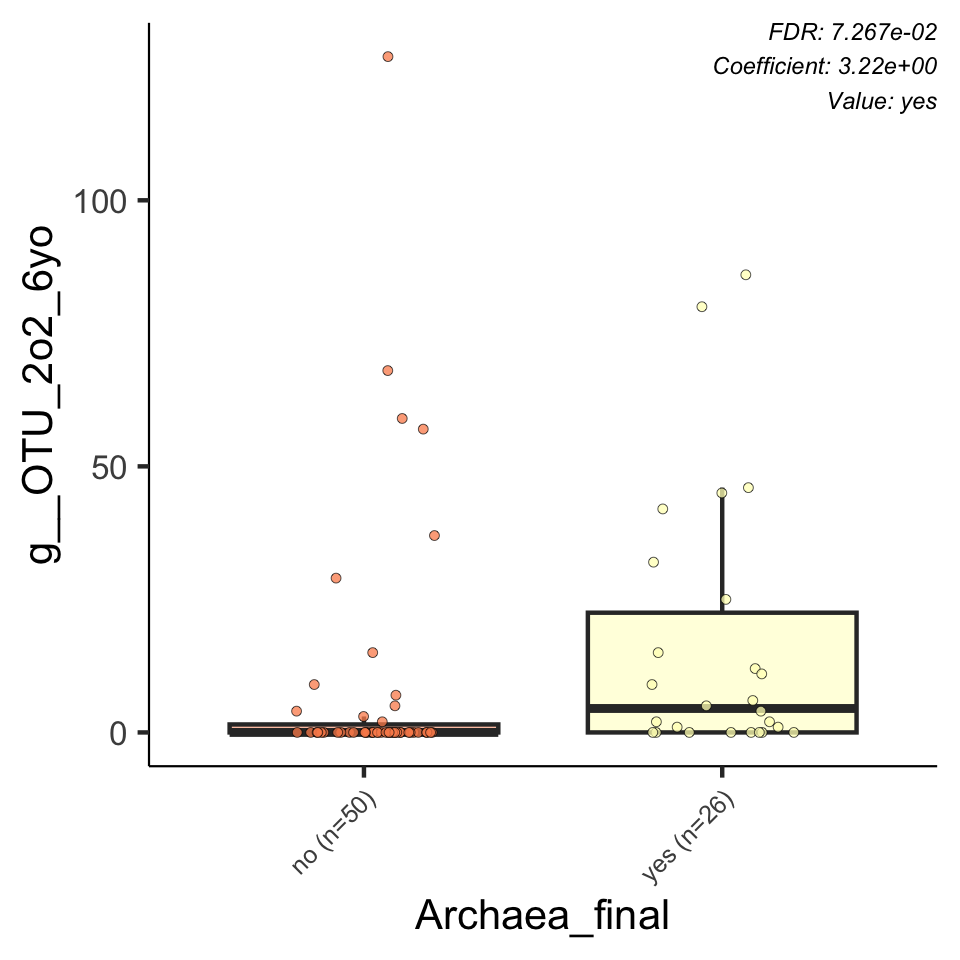 FDR: 7.267e-02
Coefficient: 3.22e+00
Value: yes
100
50
0
g__OTU_2o2_6yo
no (n=50)
yes (n=26)
Archaea_final